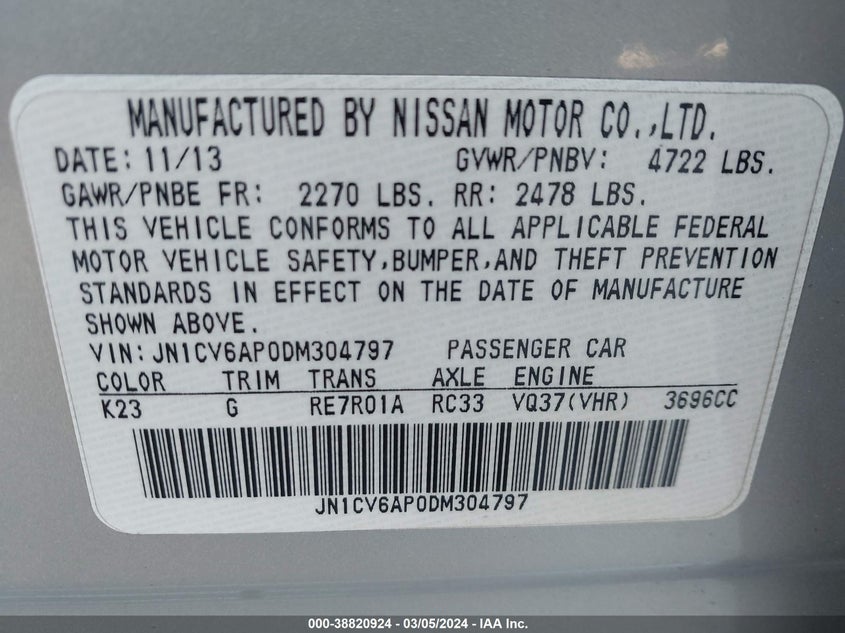 MANUFACTURED BY NISSAN MOTOR CO.,LTD.
DATE: 11/13 GVWR/PNBV: 4722 LBS.
GAWR/PNBE FR: 2270 LBS. RR: 2478 LBS.
THIS VEHICLE CONFORMS TO ALL APPLICABLE FEDERAL
MOTOR VEHICLE SAFETY,BUMPER,AND THEFT PREVENTION
STANDARDS IN EFFECT ON THE DATE OF MANUFACTURE
SHOWN ABOVE.
VIN: JN1CV6AP0DM304797 PASSENGER CAR
COLOR TRIM TRANS AXLE ENGINE
K23 G RE7R01A RC33 VQ37(VHR) 3696CC
JN1CV6AP0DM304797
000-38820924 - 03/05/2024 - IAA Inc.